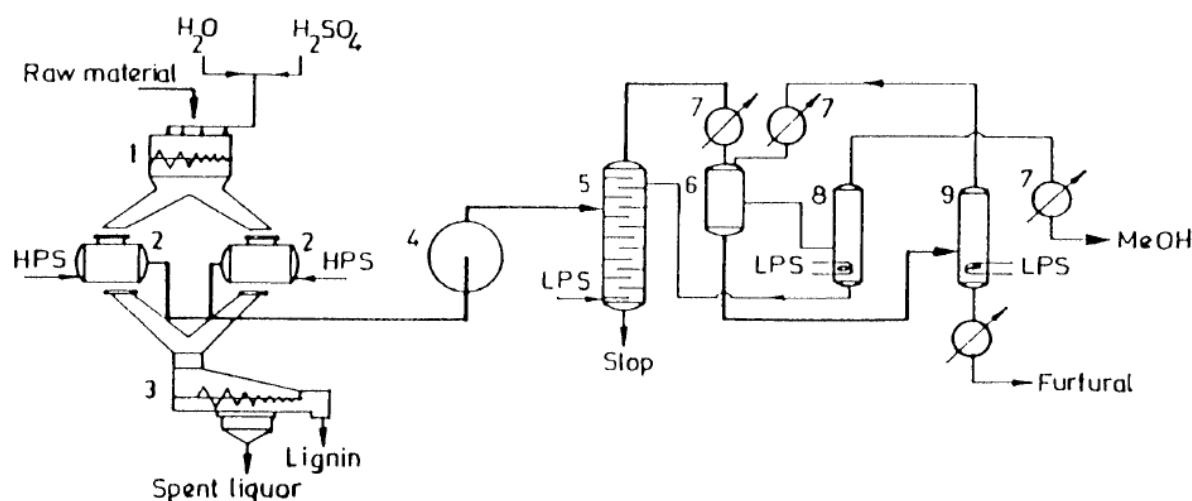 H₂O
H₂SO₄
Raw material
1
2
2
HPS
HPS
3
Lignin
Spent liquor
4
5
LPS
Slop
7
7
6
8
LPS
9
LPS
7
MeOH
Furfural